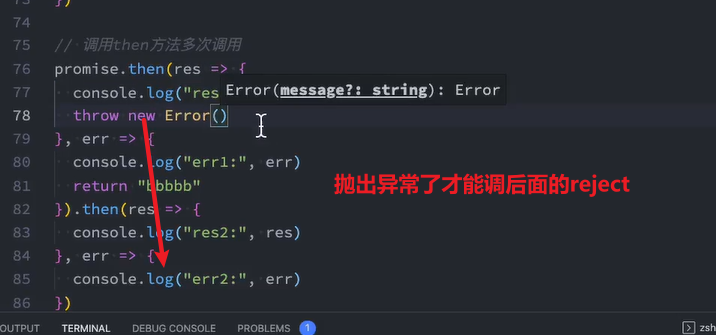 73 })
74
75 // 调用then方法多次调用
76 promise.then(res => {
77 console.log("res
Error(message?: string): Error
78 throw new Error()
79 }, err => {
80 console.log("err1:", err)
81 return "bbbbb"
82 }).then(res => {
83 console.log("res2:", res)
84 }, err => {
85 console.log("err2:", err)
86 })
抛出异常了才能调后面的reject
OUTPUT TERMINAL DEBUG CONSOLE PROBLEMS 1 zsh